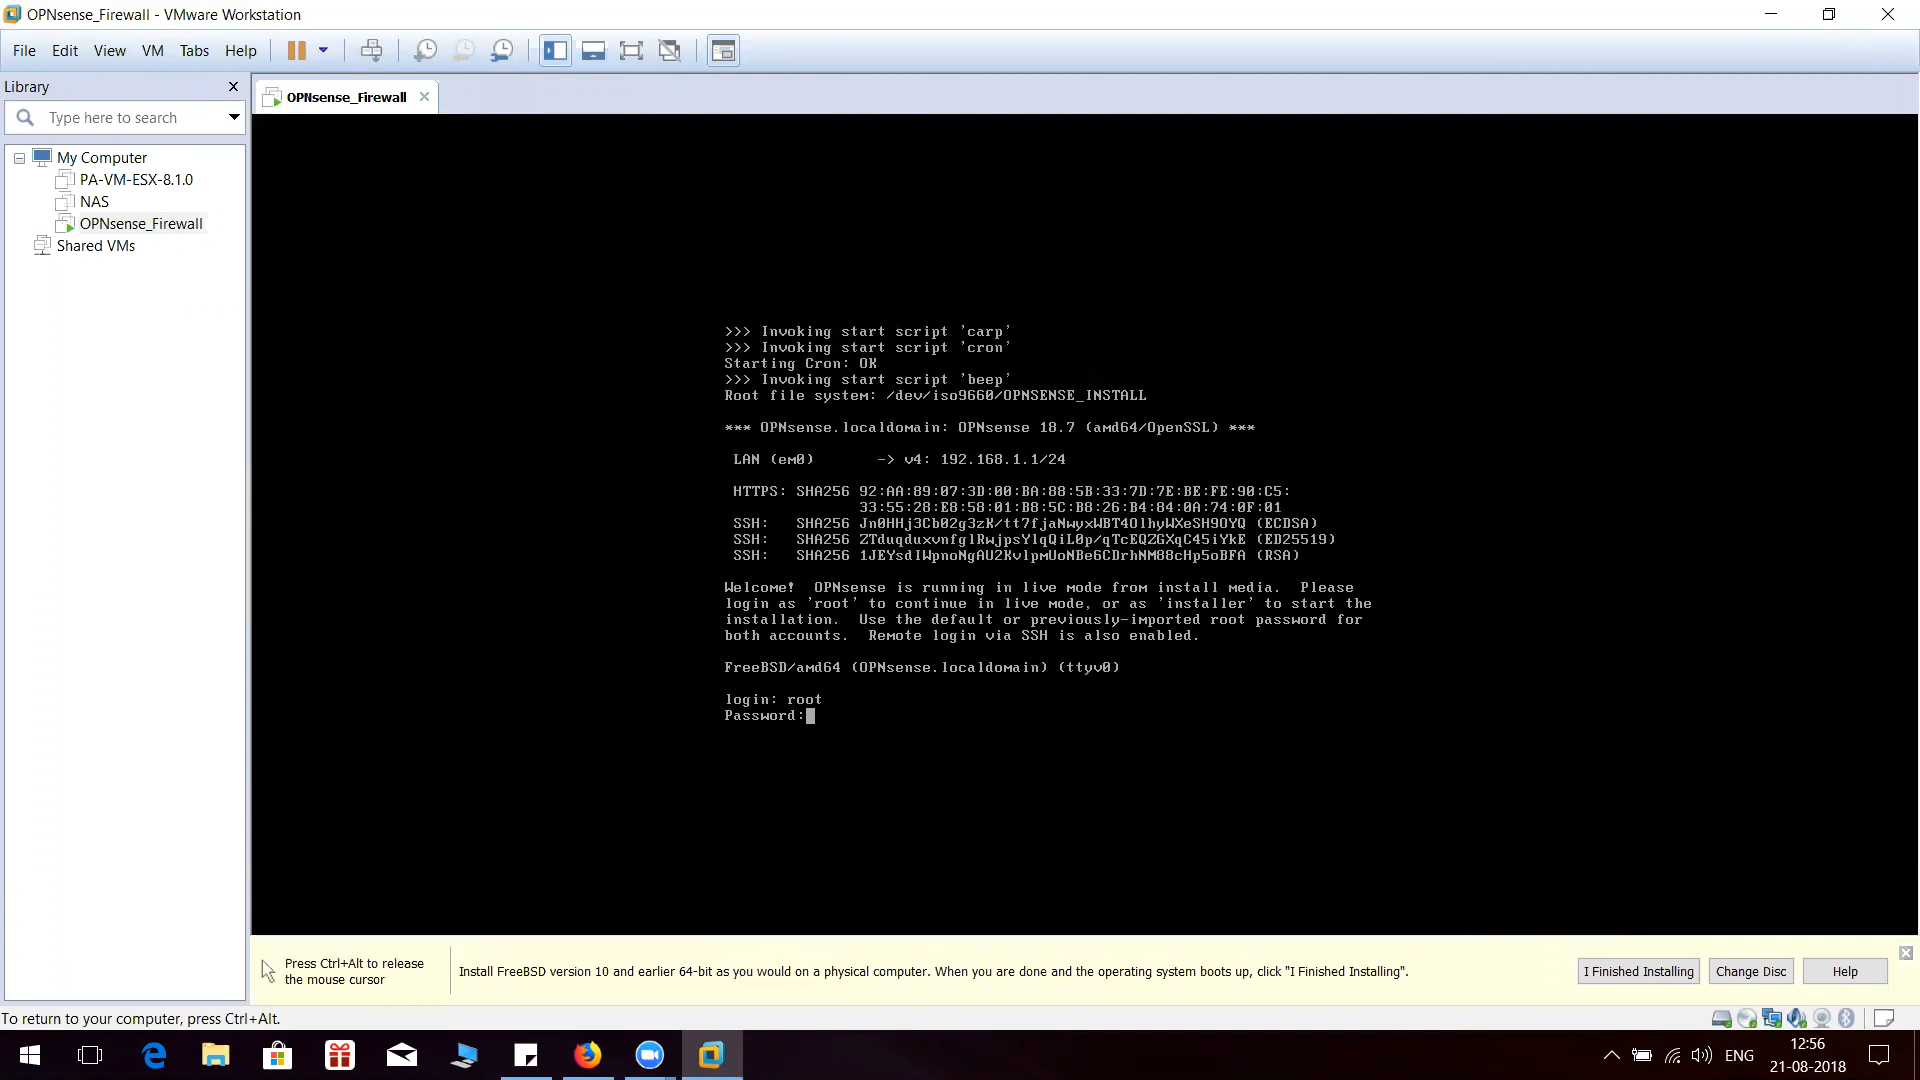 OPNsense_Firewall - VMware Workstation
File Edit View VM Tabs Help
Library
Type here to search
My Computer
PA-VM-ESX-8.1.0
NAS
OPNsense_Firewall
Shared VMs
OPNsense_Firewall
>>> Invoking start script 'carp'
>>> Invoking start script 'cron'
Starting Cron: OK
>>> Invoking start script 'beep'
Root file system: /dev/iso9660/OPNSENSE_INSTALL
*** OPNsense.localdomain: OPNsense 18.7 (amd64/OpenSSL) ***
LAN (em0) -> v4: 192.168.1.1/24
HTTPS: SHA256 92:AA:89:07:3D:00:BA:88:5B:33:7D:7E:BE:FE:90:C5:
33:55:28:E8:58:01:B8:5C:B8:26:B4:84:0A:74:0F:01
SSH: SHA256 Jn0HHj3Cb02g3zK/tt7fjaNwyxWBT4OlhyWXeSH9OYQ (ECDSA)
SSH: SHA256 ZTduqduxvnfglRwjpsYlqQiL0p/qTcEQZGXqC45iYkE (ED25519)
SSH: SHA256 1JEYsdIWpnoNgAU2KvlpmUoNBe6CDrhNM88cHp5oBFA (RSA)
Welcome! OPNsense is running in live mode from install media. Please
login as 'root' to continue in live mode, or as 'installer' to start the
installation. Use the default or previously-imported root password for
both accounts. Remote login via SSH is also enabled.
FreeBSD/amd64 (OPNsense.localdomain) (ttyv0)
login: root
Password:
Press Ctrl+Alt to release
the mouse cursor
Install FreeBSD version 10 and earlier 64-bit as you would on a physical computer. When you are done and the operating system boots up, click "I Finished Installing".
I Finished Installing
Change Disc
Help
To return to your computer, press Ctrl+Alt.
ENG
12:56
21-08-2018